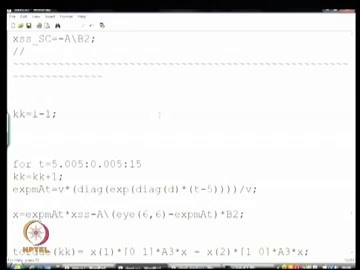 File Edit View Insert Format Help
xss_SC=-A\B2;
//
~~~~~~~~~~~~~~~~~~~~~~~~~~~~~~~~~~~~~~~~~~~~~~~~~~~~
~~~~~~~~~~~~~
kk=i-1;
for t=5.005:0.005:15
kk=kk+1;
expmAt=v*(diag(exp(diag(d)*(t-5))))/v;
x=expmAt*xss-A\(eye(6,6)-expmAt)*B2;
torque(kk)= x(1)*[0 1]*A3*x - x(2)*[1 0]*A3*x;
NPTEL